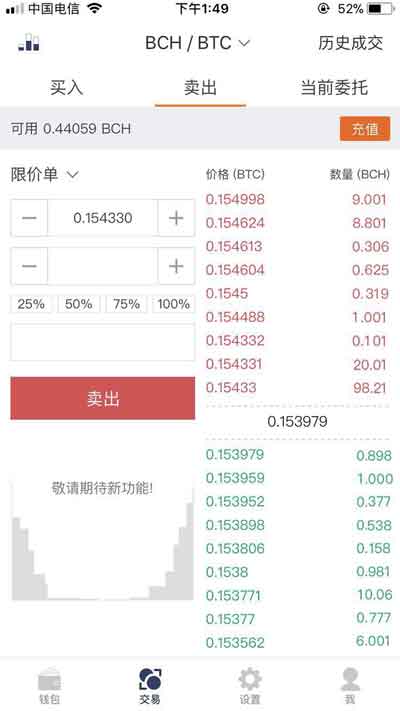 中国电信 下午1:49 52%
BCH / BTC 历史成交
买入 卖出 当前委托
可用 0.44059 BCH 充值
限价单 价格 (BTC) 数量 (BCH)
0.154998 9.001
— 0.154330 + 0.154624 8.801
0.154613 0.306
— + 0.154604 0.625
25% 50% 75% 100% 0.1545 0.319
0.154488 1.001
0.154332 0.101
0.154331 20.01
卖出 0.15433 98.21
0.153979
0.153979 0.898
敬请期待新功能! 0.153959 1.000
0.153952 0.377
0.153898 0.538
0.153806 0.158
0.1538 0.981
0.153771 10.06
0.15377 0.777
0.153562 6.001
钱包 交易 设置 我